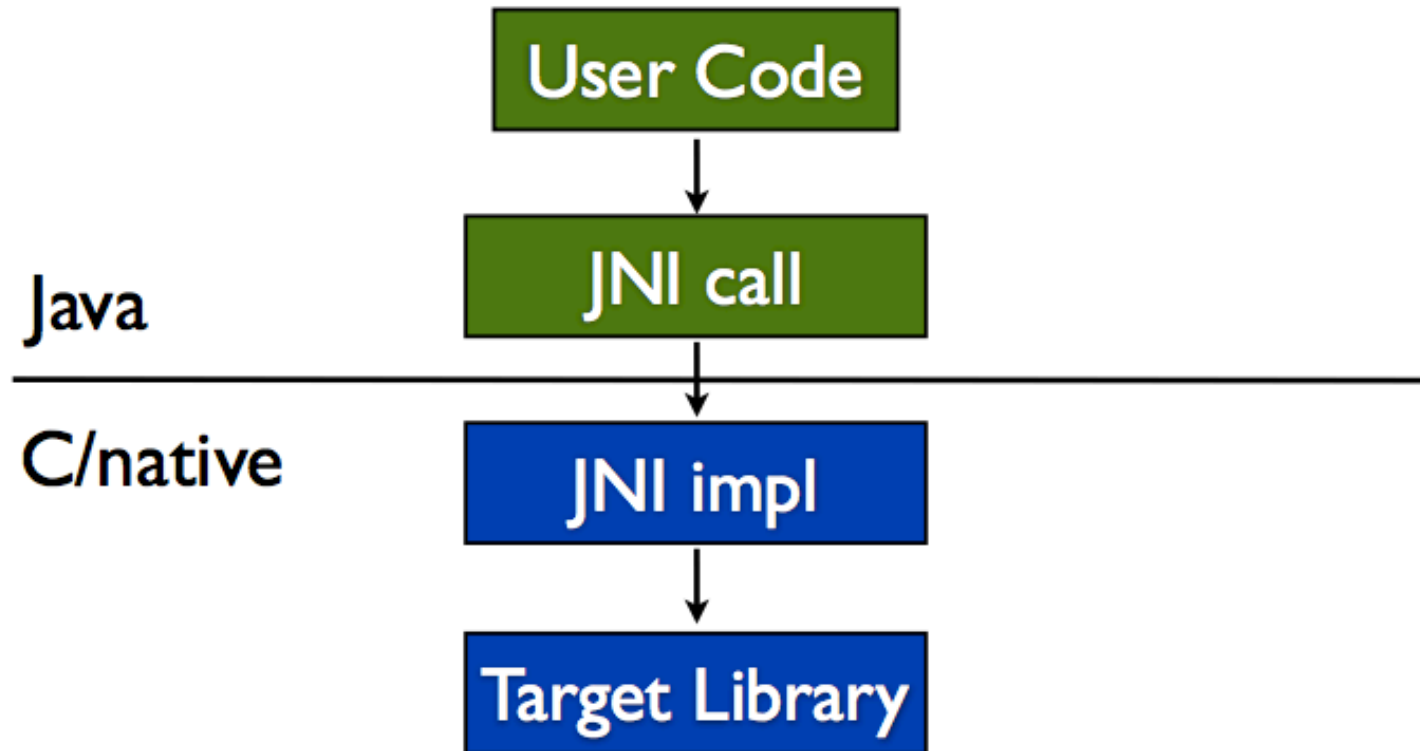 User Code
JNI call
Java
C/native
JNI impl
Target Library